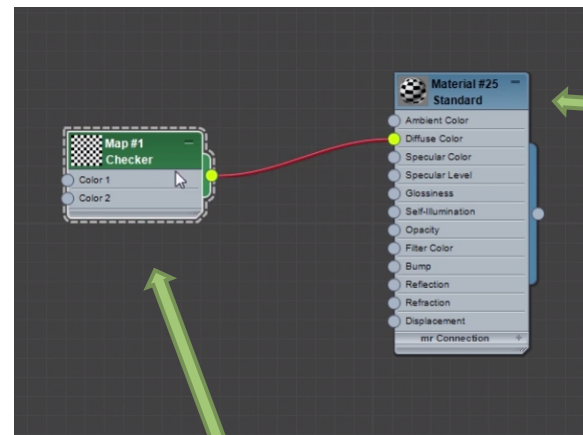 Map #1
Checker
Color 1
Color 2
Material #25
Standard
Ambient Color
Diffuse Color
Specular Color
Specular Level
Glossiness
Self-Illumination
Opacity
Filter Color
Bump
Reflection
Refraction
Displacement
mr Connection +